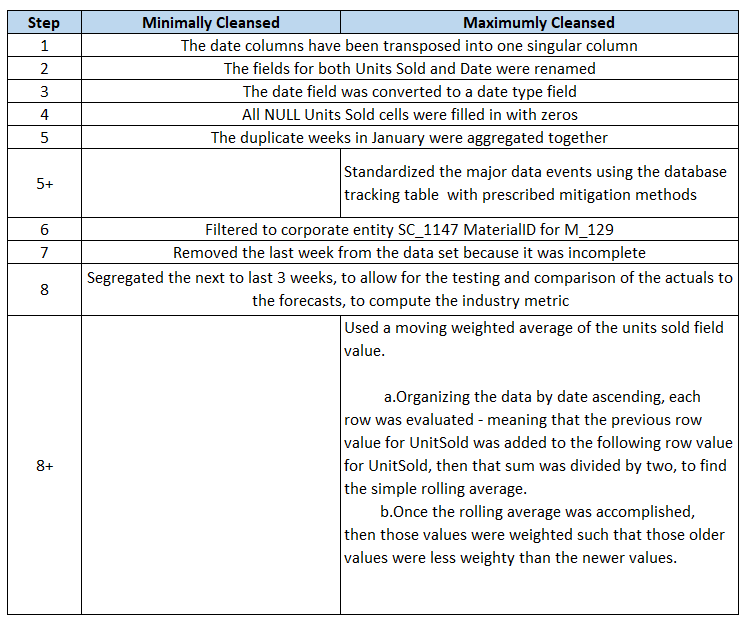 Step Minimally Cleansed Maximumly Cleansed
1 The date columns have been transposed into one singular column
2 The fields for both Units Sold and Date were renamed
3 The date field was converted to a date type field
4 All NULL Units Sold cells were filled in with zeros
5 The duplicate weeks in January were aggregated together
5+ Standardized the major data events using the database
tracking table with prescribed mitigation methods
6 Filtered to corporate entity SC_1147 MaterialID for M_129
7 Removed the last week from the data set because it was incomplete
8 Segregated the next to last 3 weeks, to allow for the testing and comparison of the actuals to
the forecasts, to compute the industry metric
8+ Used a moving weighted average of the units sold field
value.
a.Organizing the data by date ascending, each
row was evaluated - meaning that the previous row
value for UnitSold was added to the following row value
for UnitSold, then that sum was divided by two, to find
the simple rolling average.
b.Once the rolling average was accomplished,
then those values were weighted such that those older
values were less weighty than the newer values.